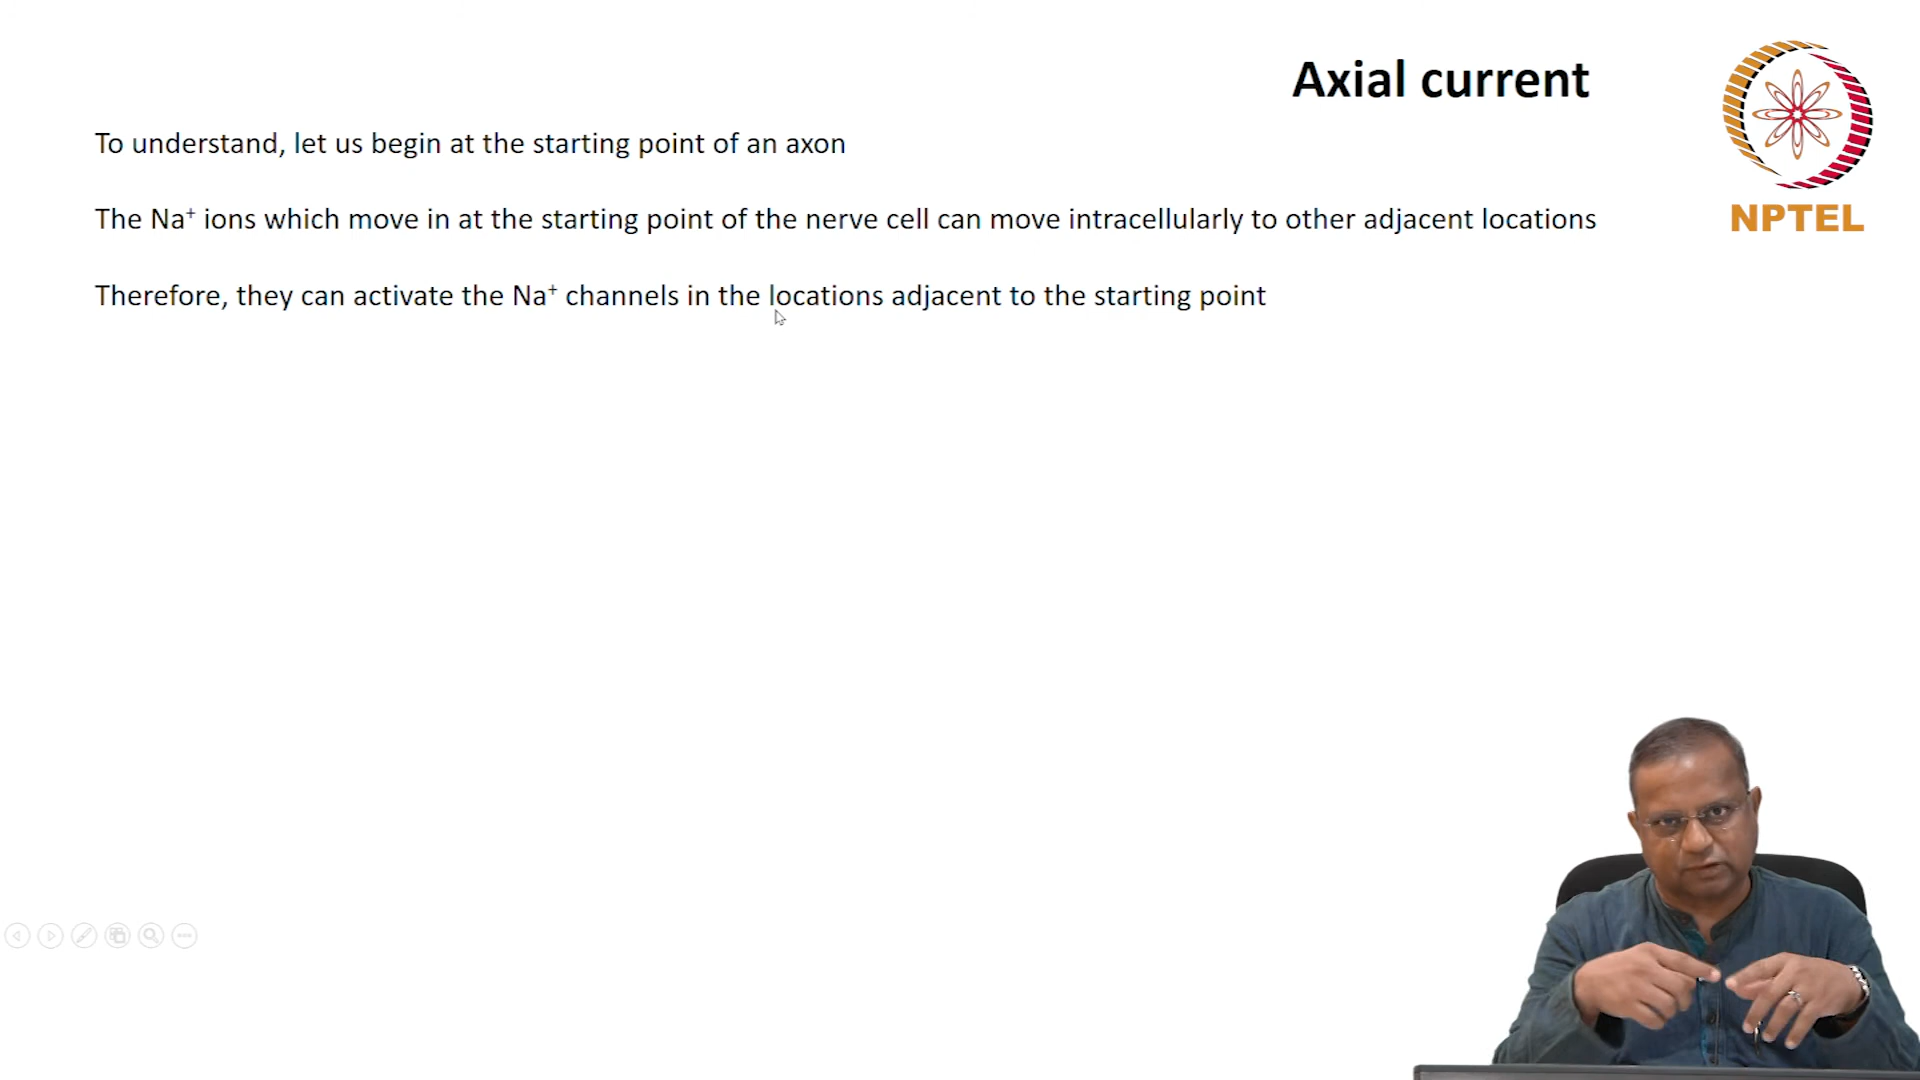 Axial current
To understand, let us begin at the starting point of an axon
The Na⁺ ions which move in at the starting point of the nerve cell can move intracellularly to other adjacent locations
Therefore, they can activate the Na⁺ channels in the locations adjacent to the starting point
NPTEL